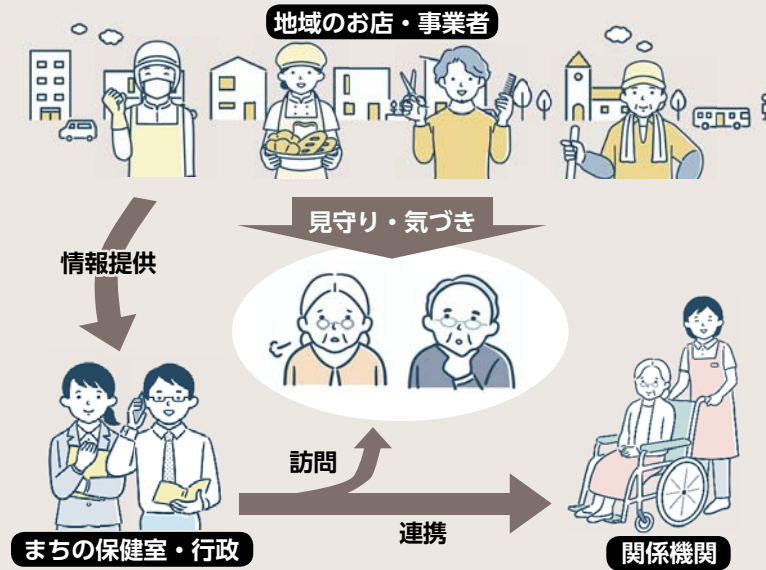 地域のお店・事業者
見守り・気づき
情報提供
訪問
連携
まちの保健室・行政
関係機関